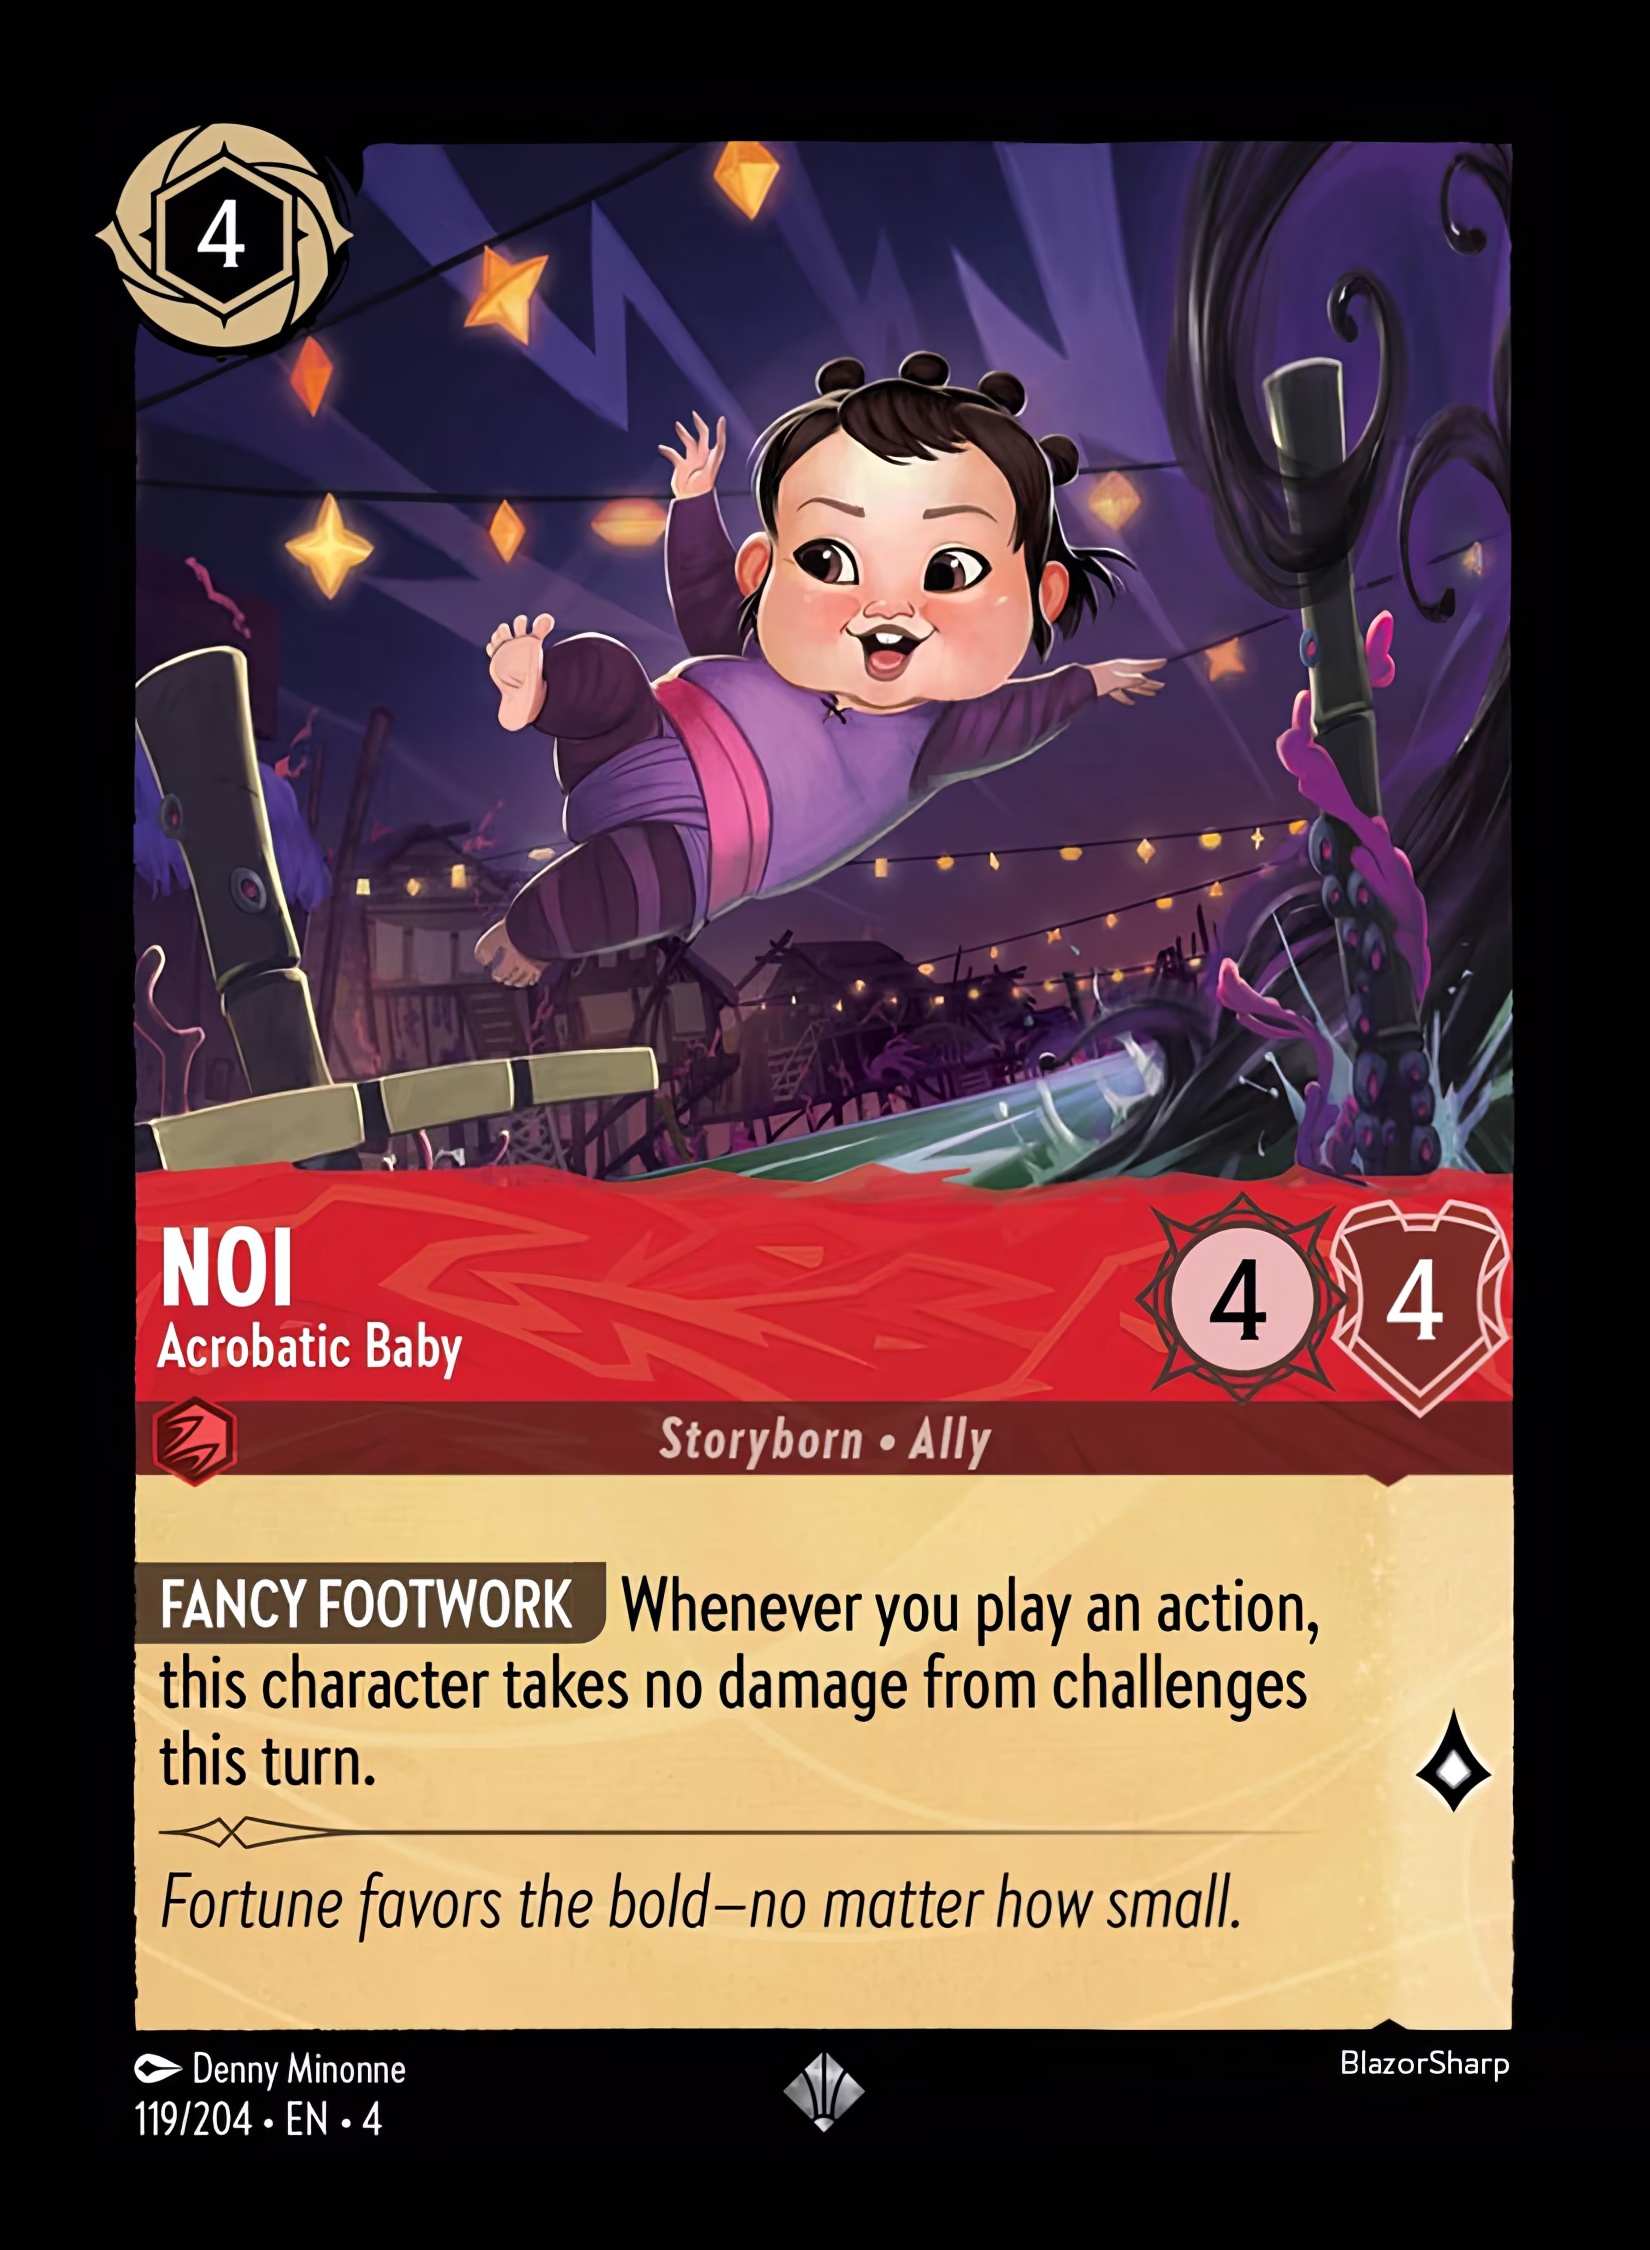 4
NOI
Acrobatic Baby
4 4
Storyborn • Ally
FANCY FOOTWORK Whenever you play an action,
this character takes no damage from challenges
this turn.
Fortune favors the bold—no matter how small.
Denny Minonne
BlazorSharp
119/204 • EN • 4